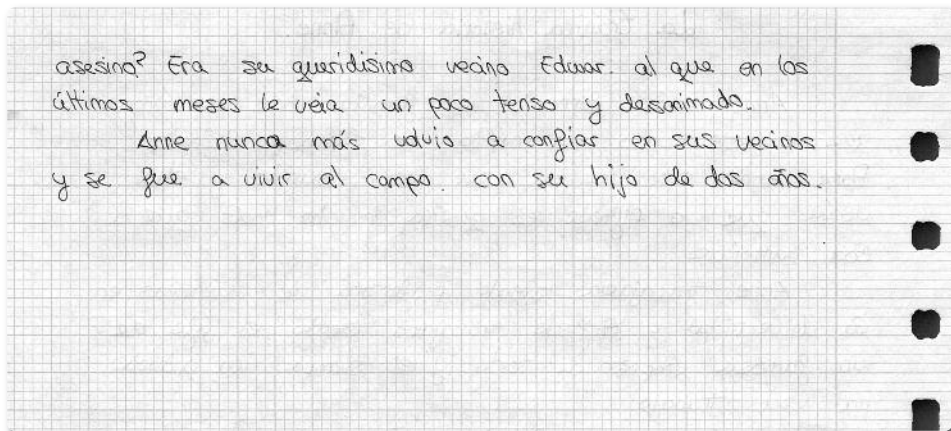 asesino? Era su queridísimo vecino Eduar. al que en los
últimos meses le veía un poco tenso y desanimado.
Anne nunca más volvio a confiar en sus vecinos
y se fue a vivir al campo. con su hijo de dos años.